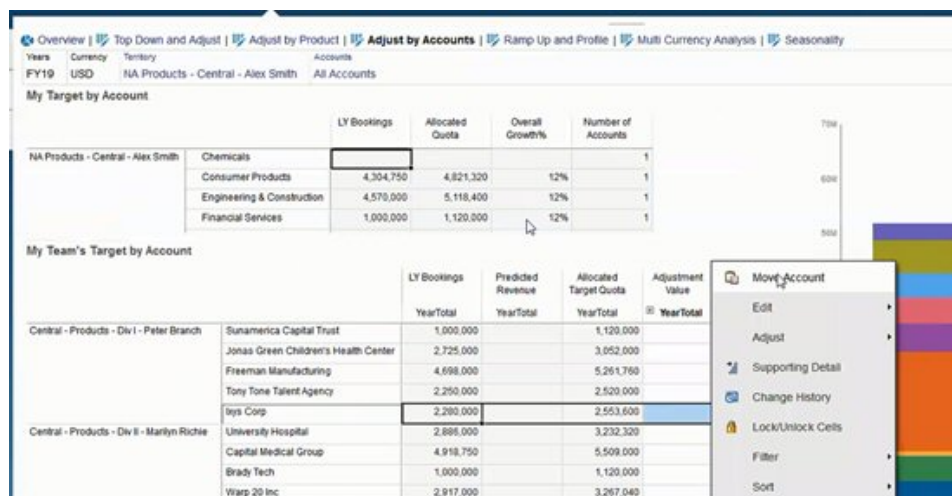 Overview | Top Down and Adjust | Adjust by Product | Adjust by Accounts | Ramp Up and Profile | Multi Currency Analysis | Seasonality
Years Currency Territory Accounts
FY19 USD NA Products - Central - Alex Smith All Accounts
My Target by Account
LY Bookings Allocated Quota Overall Growth% Number of Accounts
NA Products - Central - Alex Smith Chemicals 1
Consumer Products 4,304,750 4,821,320 12% 1
Engineering & Construction 4,570,000 5,118,400 12% 1
Financial Services 1,000,000 1,120,000 12% 1
70M
60M
50M
My Team's Target by Account
LY Bookings Predicted Revenue Allocated Target Quota Adjustment Value
YearTotal YearTotal YearTotal YearTotal
Central - Products - Div I - Peter Branch Sunamerica Capital Trust 1,000,000 1,120,000
Jonas Green Children's Health Center 2,725,000 3,052,000
Freeman Manufacturing 4,698,000 5,261,760
Tony Tone Talent Agency 2,250,000 2,520,000
Ixys Corp 2,280,000 2,553,600
Central - Products - Div II - Marilyn Richie University Hospital 2,886,000 3,232,320
Capital Medical Group 4,918,750 5,509,000
Brady Tech 1,000,000 1,120,000
Warp 20 Inc 2,917,000 3,267,040
Move Account
Edit
Adjust
Supporting Detail
Change History
Lock/Unlock Cells
Filter
Sort